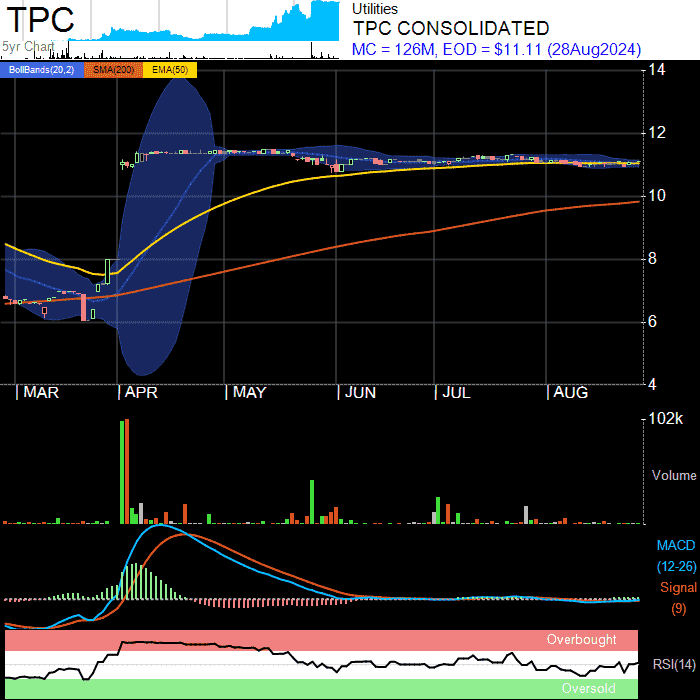 TPC
5yr Chart
Utilities
TPC CONSOLIDATED
MC = 126M, EOD = $11.11 (28Aug2024)
BollBands(20,2) SMA(200) EMA(50)
14
12
10
8
6
4
MAR APR MAY JUN JUL AUG
102k
Volume
MACD
(12-26)
Signal
(9)
Overbought
RSI(14)
Oversold